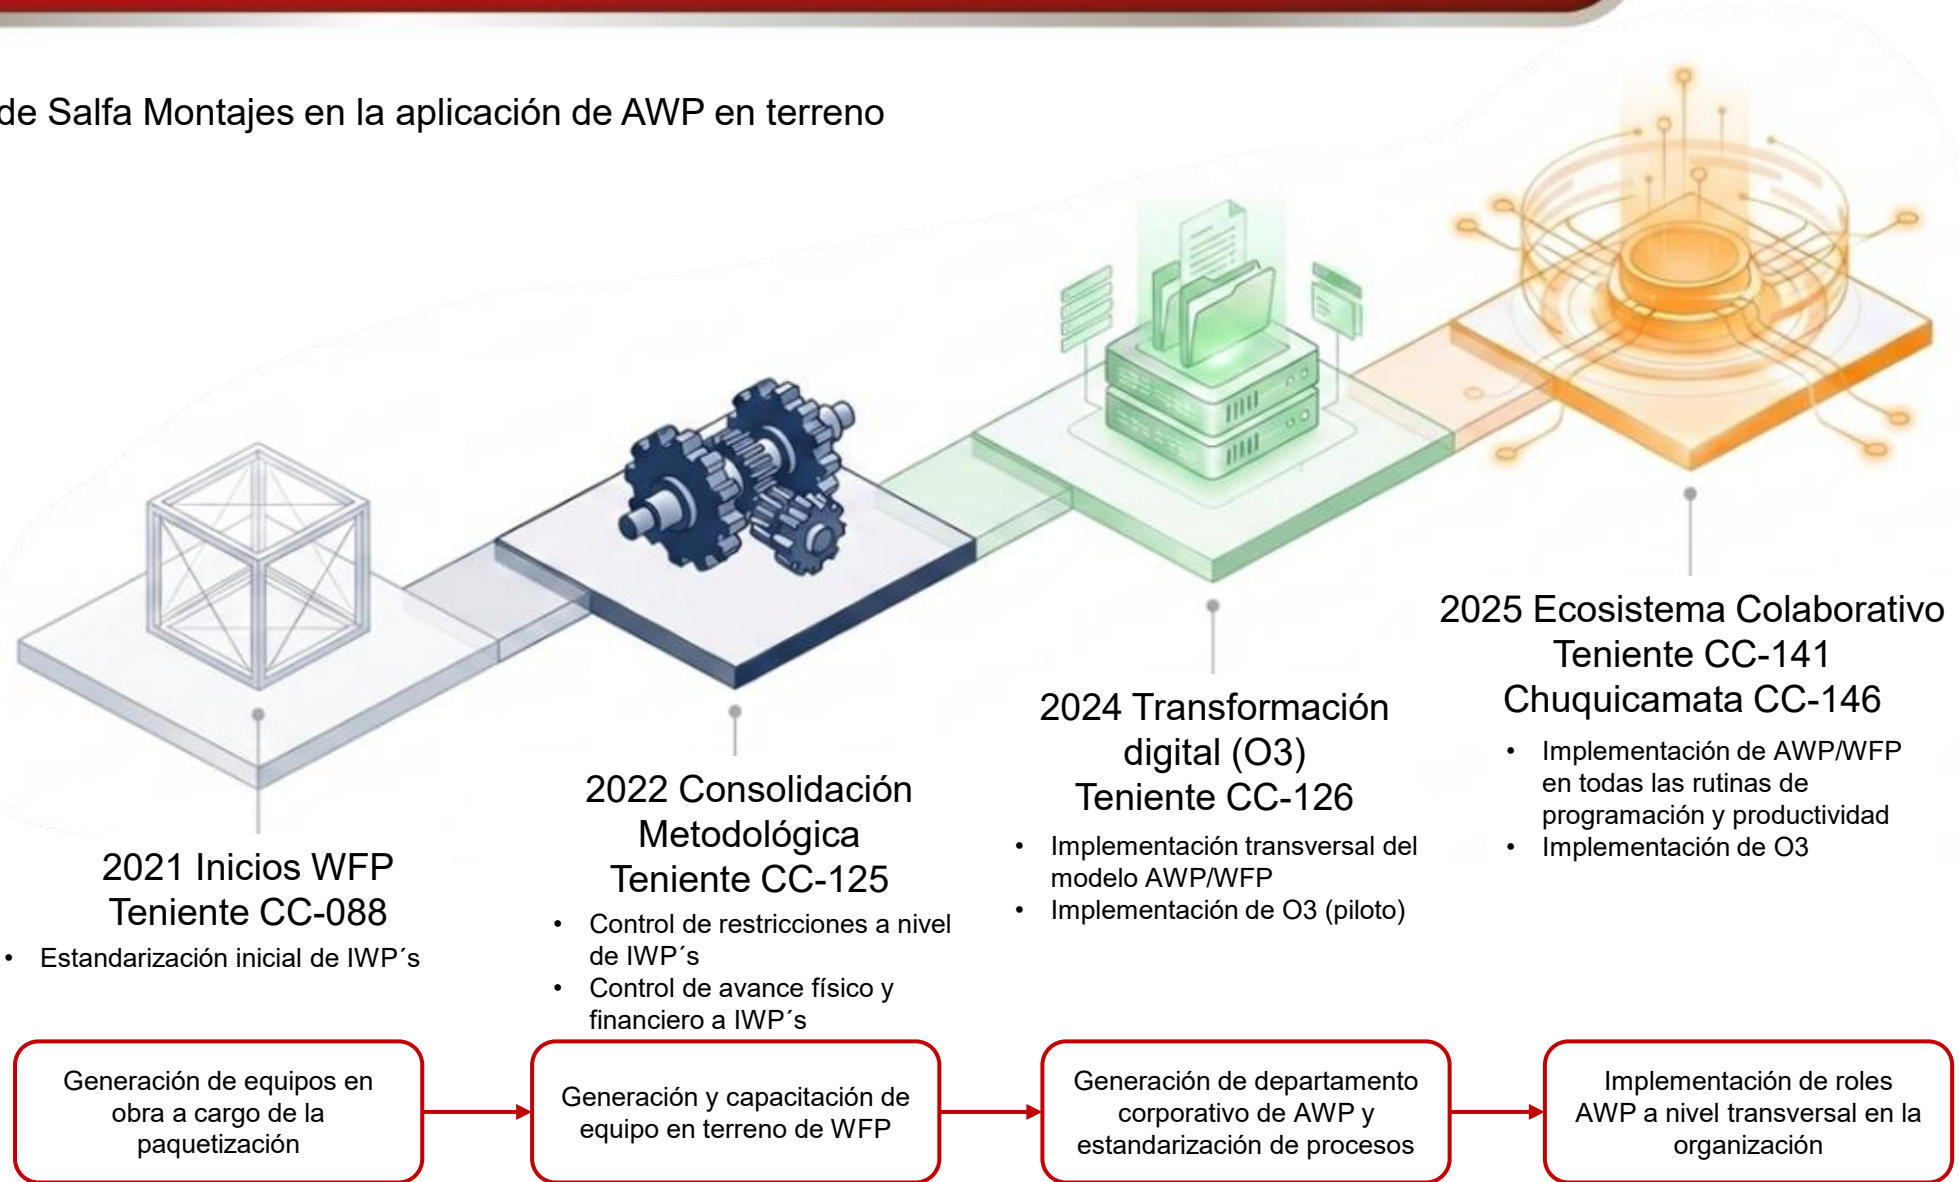 de Salfa Montajes en la aplicación de AWP en terreno
2021 Inicios WFP
Teniente CC-088
• Estandarización inicial de IWP´s
2022 Consolidación
Metodológica
Teniente CC-125
• Control de restricciones a nivel
de IWP´s
• Control de avance físico y
financiero a IWP´s
2024 Transformación
digital (O3)
Teniente CC-126
• Implementación transversal del
modelo AWP/WFP
• Implementación de O3 (piloto)
2025 Ecosistema Colaborativo
Teniente CC-141
Chuquicamata CC-146
• Implementación de AWP/WFP
en todas las rutinas de
programación y productividad
• Implementación de O3
Generación de equipos en
obra a cargo de la
paquetización
Generación y capacitación de
equipo en terreno de WFP
Generación de departamento
corporativo de AWP y
estandarización de procesos
Implementación de roles
AWP a nivel transversal en la
organización